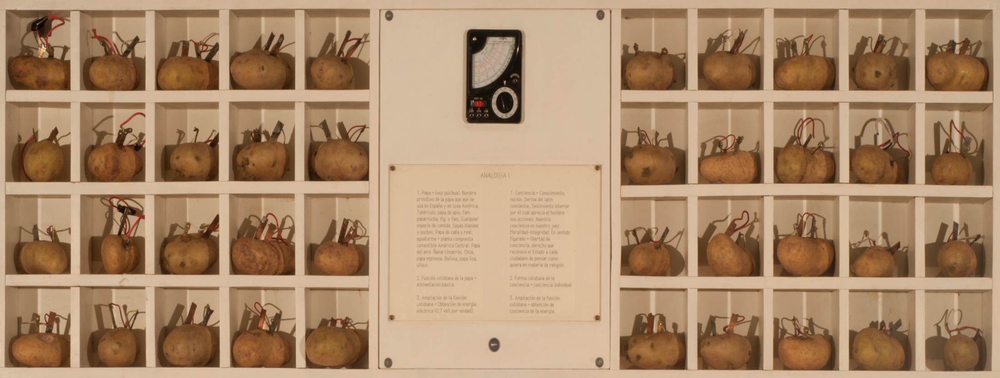 ANALOGIA I.
1. Papa = (voz quichua). Nombre
primitivo de la papa que aún se
usa en España y en toda América.
Tubérculo; papa de apio, fam.
paparrucha, fig. y fam. Cualquier
especie de comida. Sopas blandas
y puches. Papa de caña o real;
aguaturma = planta compuesta
comestible América Central. Papa
del aire. Ñame cimarrón. Chile,
papa espinosa. Bolivia, papa lisa,
ulluco.
2. Función cotidiana de la papa =
Alimentación básica.
3. Ampliación de la función
cotidiana = Obtención de energía
eléctrica (0,7 volt por unidad).
1. Conciencia = Conocimiento,
noción. Deriva del latín
concientia. Sentimiento interior
por el cual aprecia el hombre
sus acciones. Nuestra
conciencia es nuestro juez.
Moralidad-integridad. En sentido
figurado = libertad de
conciencia, derecho que
reconoce el Estado a cada
ciudadano de pensar como
quiera en materia de religión.
2. Forma cotidiana de la
conciencia = conciencia individual.
3. Ampliación de la función
cotidiana = obtención de
conciencia de la energía.